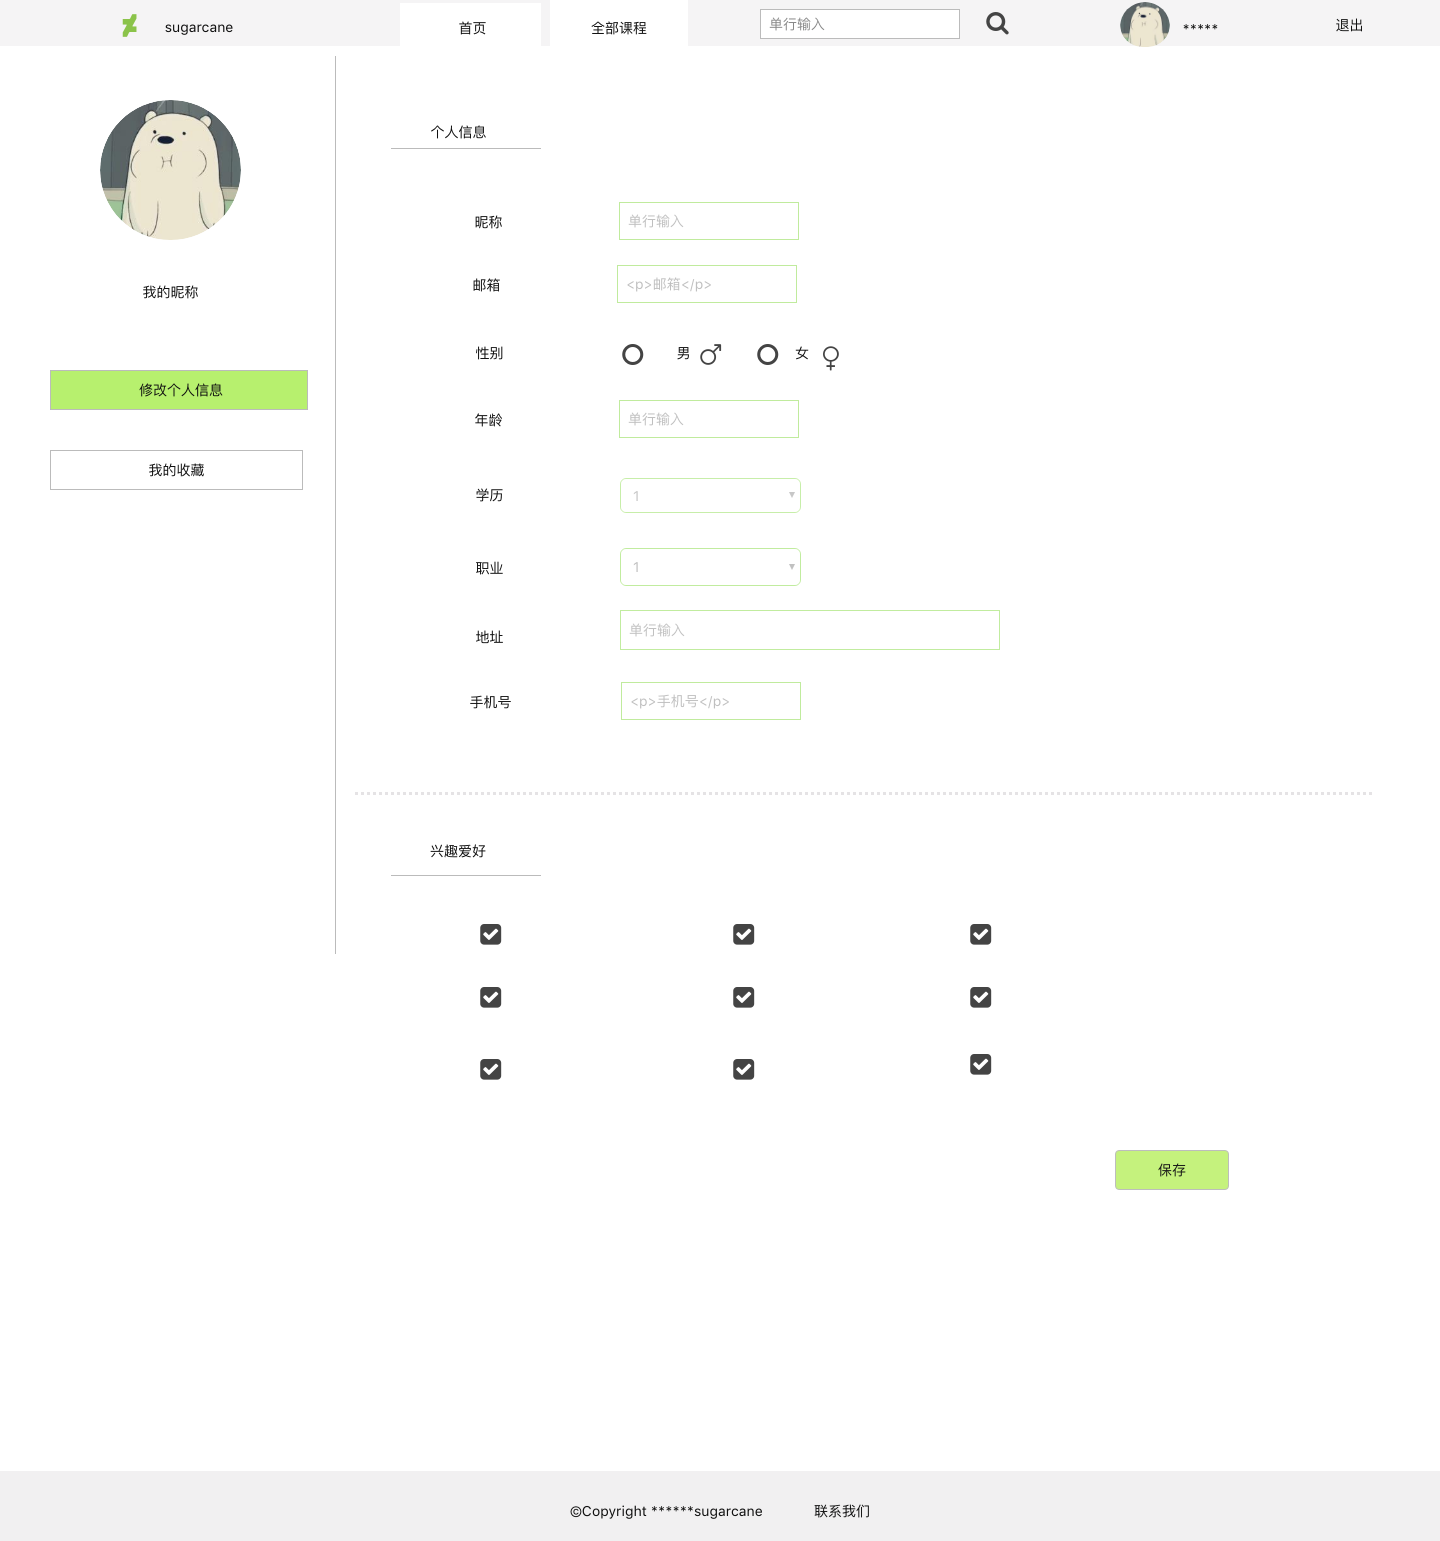 sugarcane
首页
全部课程
单行输入
*****
退出
我的昵称
修改个人信息
我的收藏
个人信息
昵称 单行输入
邮箱 <p>邮箱</p>
性别 男 女
年龄 单行输入
学历 1
职业 1
地址 单行输入
手机号 <p>手机号</p>
兴趣爱好
保存
©Copyright ******sugarcane 联系我们